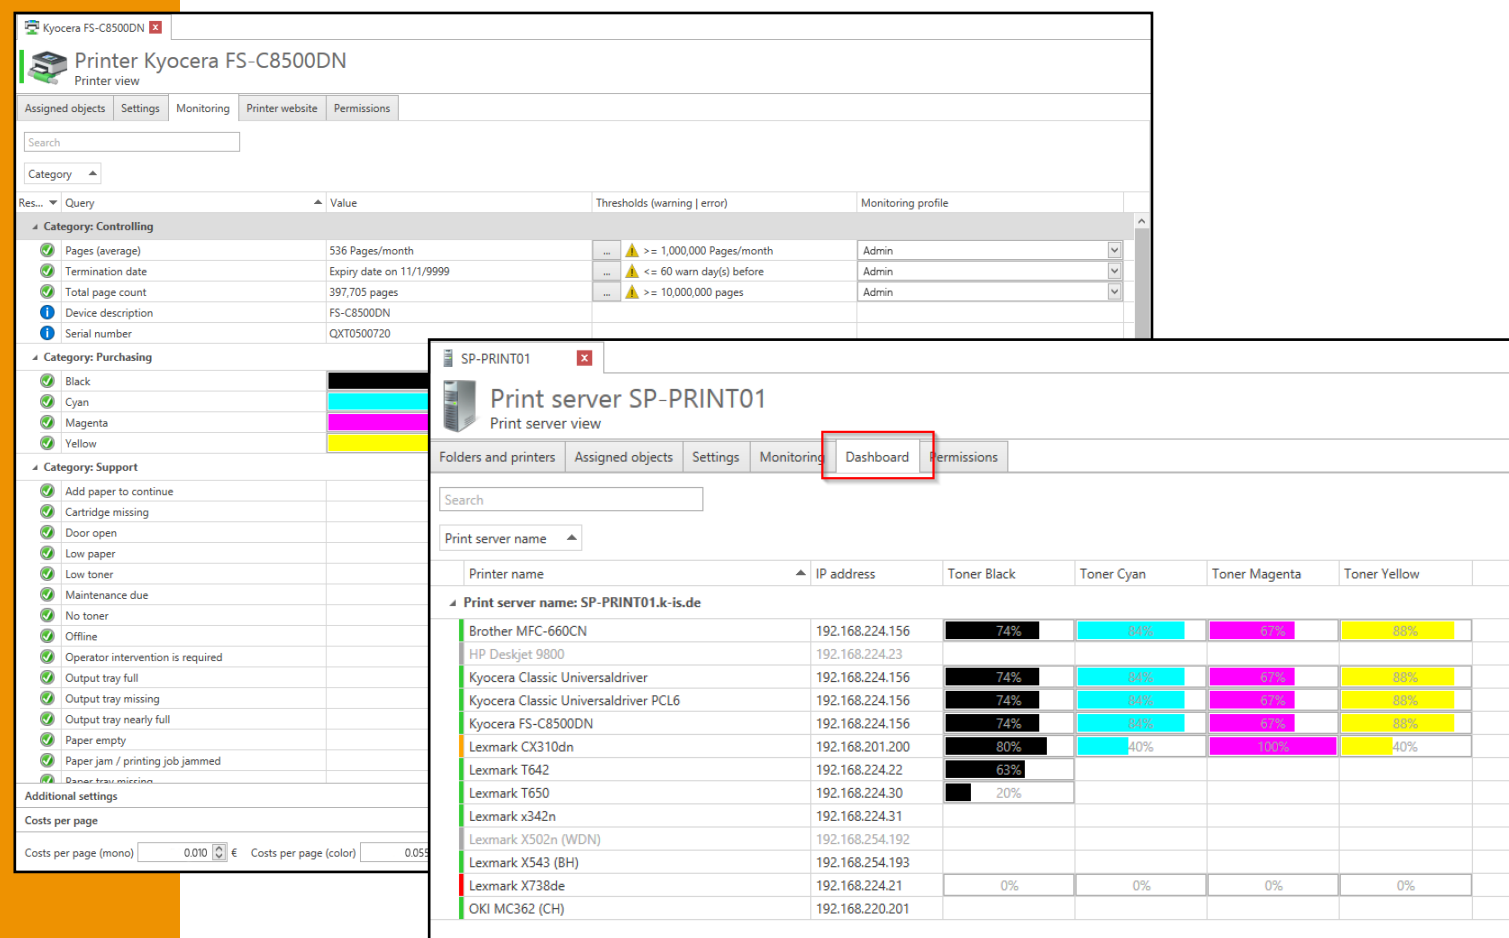 Kyocera FS-C8500DN x
Printer Kyocera FS-C8500DN
Printer view
Assigned objects Settings Monitoring Printer website Permissions
Search
Category
Res... Query Value Thresholds (warning | error) Monitoring profile
Category: Controlling
Pages (average) 536 Pages/month ... >= 1,000,000 Pages/month Admin
Termination date Expiry date on 11/1/9999 ... <= 60 warn day(s) before Admin
Total page count 397,705 pages ... >= 10,000,000 pages Admin
Device description FS-C8500DN
Serial number QXT0500720
Category: Purchasing
Black
Cyan
Magenta
Yellow
Category: Support
Add paper to continue
Cartridge missing
Door open
Low paper
Low toner
Maintenance due
No toner
Offline
Operator intervention is required
Output tray full
Output tray missing
Output tray nearly full
Paper empty
Paper jam / printing job jammed
Paper tray missing
Additional settings
Costs per page
Costs per page (mono) 0.010 € Costs per page (color) 0.055
SP-PRINT01 x
Print server SP-PRINT01
Print server view
Folders and printers Assigned objects Settings Monitoring Dashboard Permissions
Search
Print server name
Printer name IP address Toner Black Toner Cyan Toner Magenta Toner Yellow
Print server name: SP-PRINT01.k-is.de
Brother MFC-660CN 192.168.224.156 74% 84% 67% 88%
HP Deskjet 9800 192.168.224.23
Kyocera Classic Universaldriver 192.168.224.156 74% 84% 67% 88%
Kyocera Classic Universaldriver PCL6 192.168.224.156 74% 84% 67% 88%
Kyocera FS-C8500DN 192.168.224.156 74% 84% 67% 88%
Lexmark CX310dn 192.168.201.200 80% 40% 100% 40%
Lexmark T642 192.168.224.22 63%
Lexmark T650 192.168.224.30 20%
Lexmark x342n 192.168.224.31
Lexmark X502n (WDN) 192.168.254.192
Lexmark X543 (BH) 192.168.254.193
Lexmark X738de 192.168.224.21 0% 0% 0% 0%
OKI MC362 (CH) 192.168.220.201